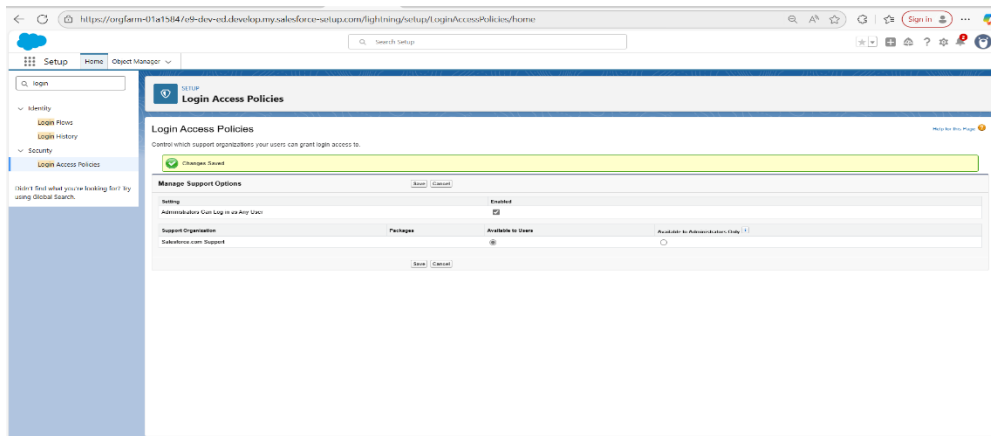 https://orgfarm-01a15847e9-dev-ed.develop.my.salesforce-setup.com/lightning/setup/LoginAccessPolicies/home
Sign in
Search Setup
Setup Home Object Manager
login
Identity
Login Flows
Login History
Security
Login Access Policies
Didn't find what you're looking for? Try
using Global Search.
SETUP
Login Access Policies
Login Access Policies
Help for this Page
Control which support organizations your users can grant login access to.
Changes Saved
Manage Support Options Save Cancel
Setting Enabled
Administrators Can Log in as Any User
Support Organization Packages Available to Users Available to Administrators Only
Salesforce.com Support
Save Cancel